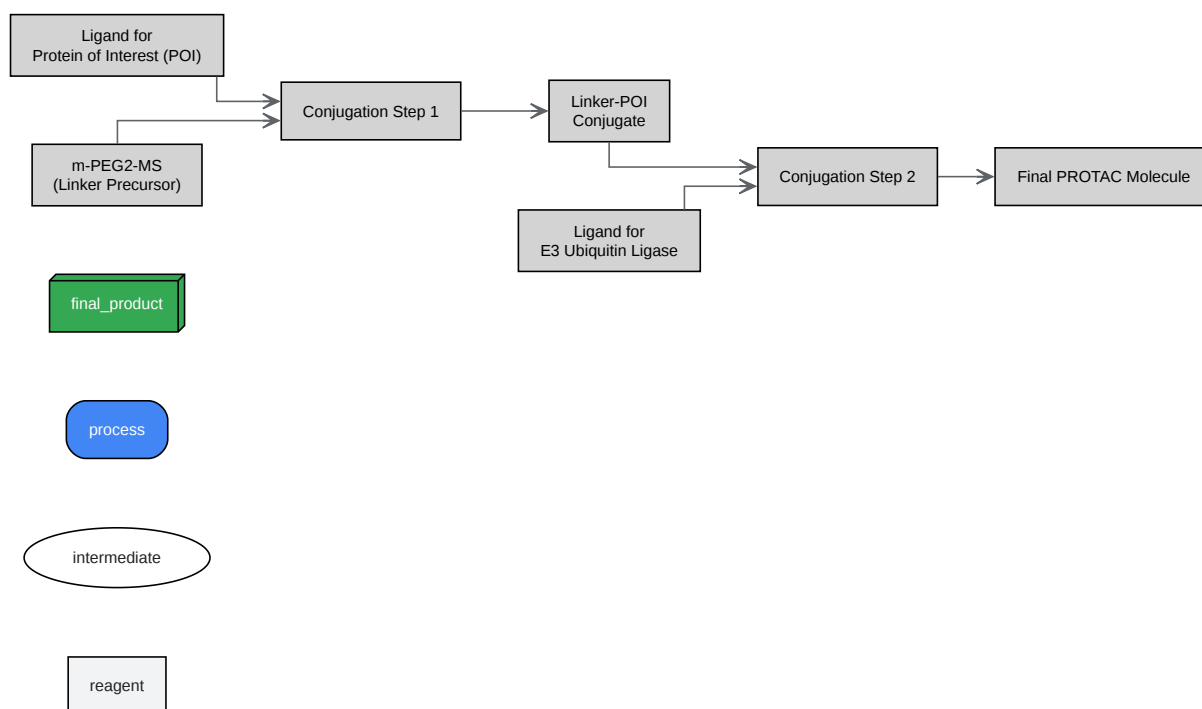 Ligand for
Protein of Interest (POI)
m-PEG2-MS
(Linker Precursor)
Conjugation Step 1
Linker-POI
Conjugate
Ligand for
E3 Ubiquitin Ligase
Conjugation Step 2
Final PROTAC Molecule
final_product
process
intermediate
reagent